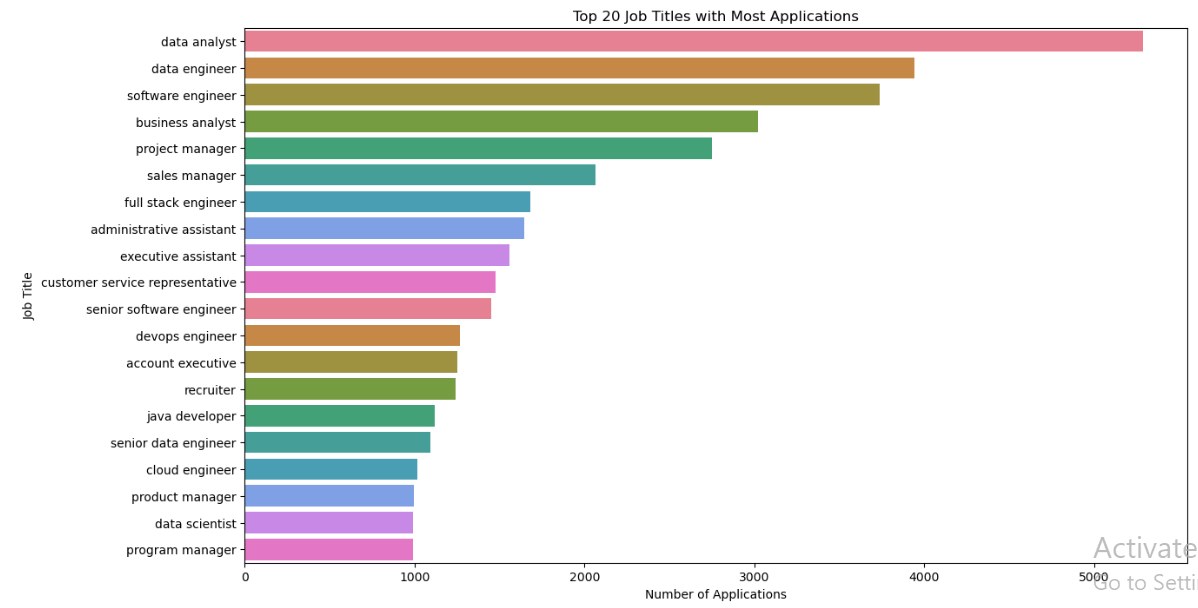 Top 20 Job Titles with Most Applications
data analyst
data engineer
software engineer
business analyst
project manager
sales manager
full stack engineer
administrative assistant
executive assistant
customer service representative
senior software engineer
devops engineer
account executive
recruiter
java developer
senior data engineer
cloud engineer
product manager
data scientist
program manager
Job Title
0 1000 2000 3000 4000 5000
Number of Applications
Activate
Go to Setti